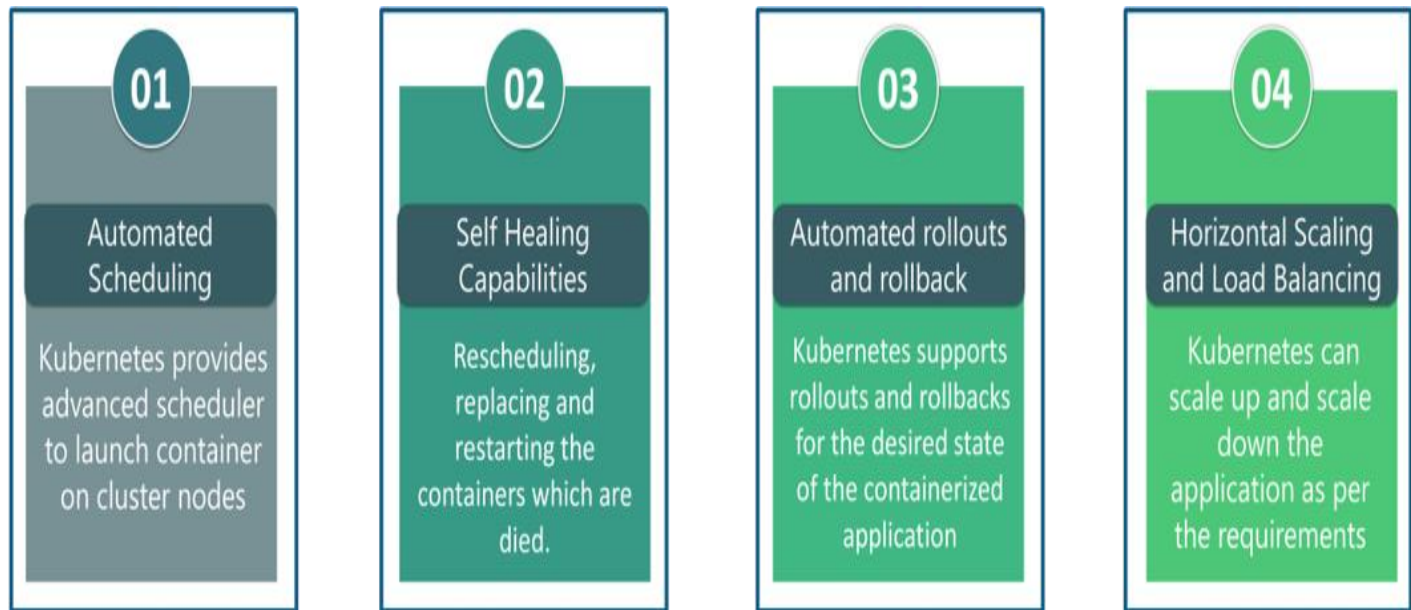 01
Automated
Scheduling
Kubernetes provides
advanced scheduler
to launch container
on cluster nodes
02
Self Healing
Capabilities
Rescheduling,
replacing and
restarting the
containers which are
died.
03
Automated rollouts
and rollback
Kubernetes supports
rollouts and rollbacks
for the desired state
of the containerized
application
04
Horizontal Scaling
and Load Balancing
Kubernetes can
scale up and scale
down the
application as per
the requirements